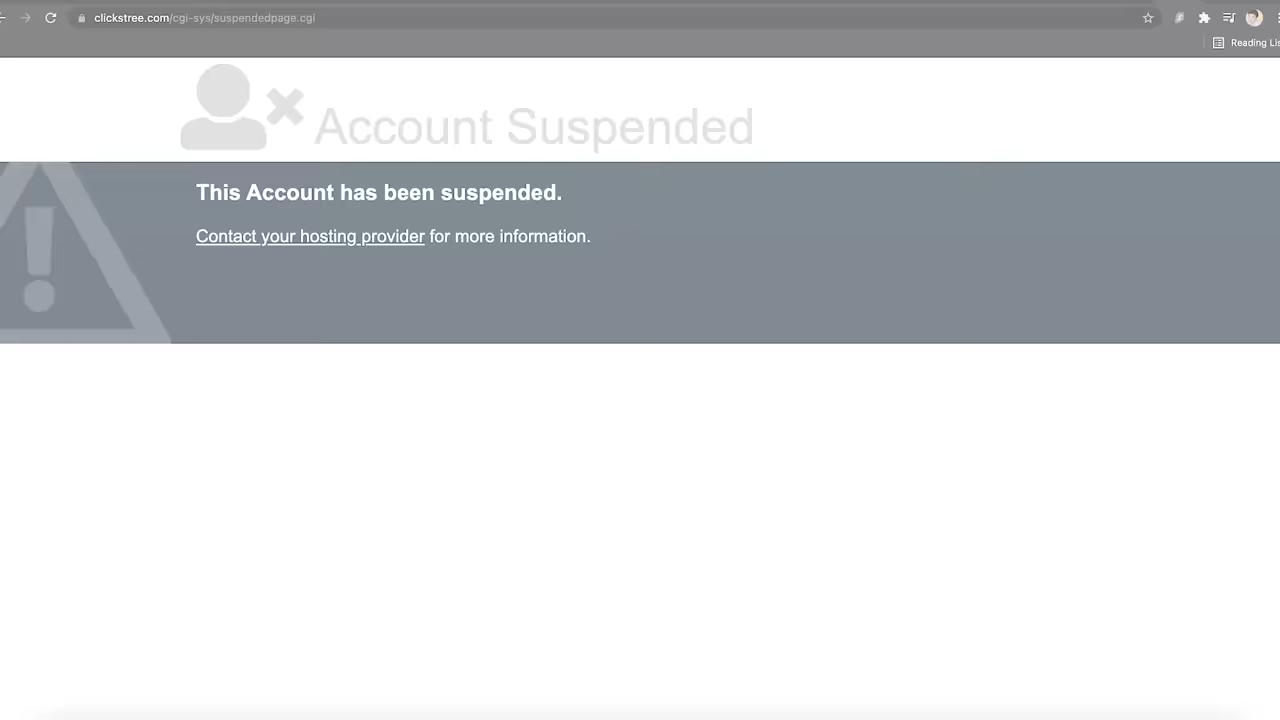 clickstree.com/cgi-sys/suspendedpage.cgi
Reading Lis
Account Suspended
This Account has been suspended.
Contact your hosting provider for more information.